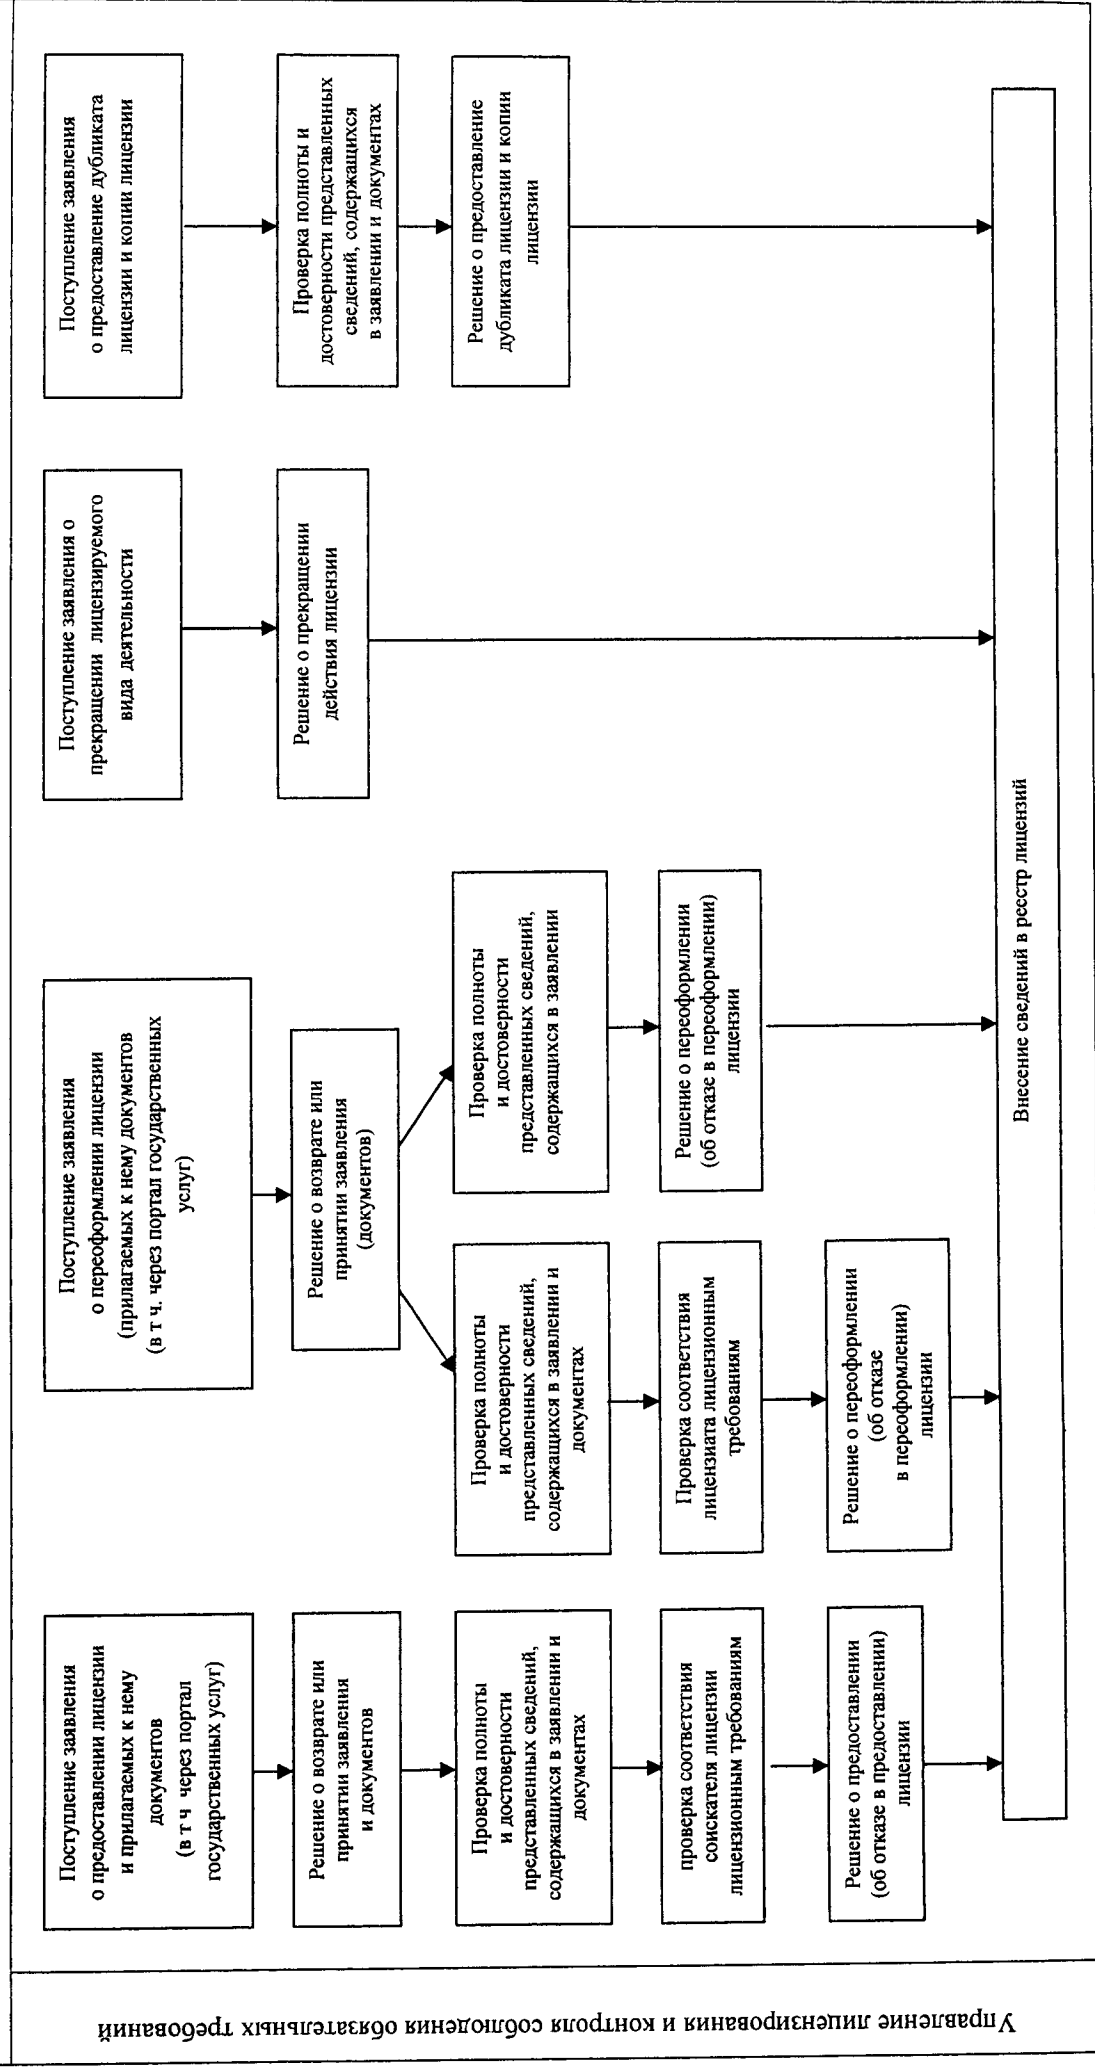 Управление лицензирования и контроля соблюдения обязательных требований
Поступление заявления
о предоставлении лицензии
и прилагаемых к нему
документов
(в т ч через портал
государственных услуг)
Решение о возврате или
принятии заявления
и документов
Проверка полноты
и достоверности
представленных сведений,
содержащихся в заявлении и
документах
проверка соответствия
соискателя лицензии
лицензионным требованиям
Решение о предоставлении
(об отказе в предоставлении)
лицензии
Поступление заявления
о переоформлении лицензии
(прилагаемых к нему документов
(в т ч. через портал государственных
услуг)
Решение о возврате или
принятии заявления
(документов)
Проверка полноты
и достоверности
представленных сведений,
содержащихся в заявлении и
документах
Проверка соответствия
лицензиата лицензионным
требованиям
Решение о переоформлении
(об отказе
в переоформлении)
лицензии
Проверка полноты
и достоверности
представленных сведений,
содержащихся в заявлении
Решение о переоформлении
(об отказе в переоформлении)
лицензии
Поступление заявления о
прекращении лицензируемого
вида деятельности
Решение о прекращении
действия лицензии
Поступление заявления
о предоставление дубликата
лицензии и копии лицензии
Проверка полноты и
достоверности представленных
сведений, содержащихся
в заявлении и документах
Решение о предоставление
дубликата лицензии и копии
лицензии
Внесение сведений в реестр лицензий